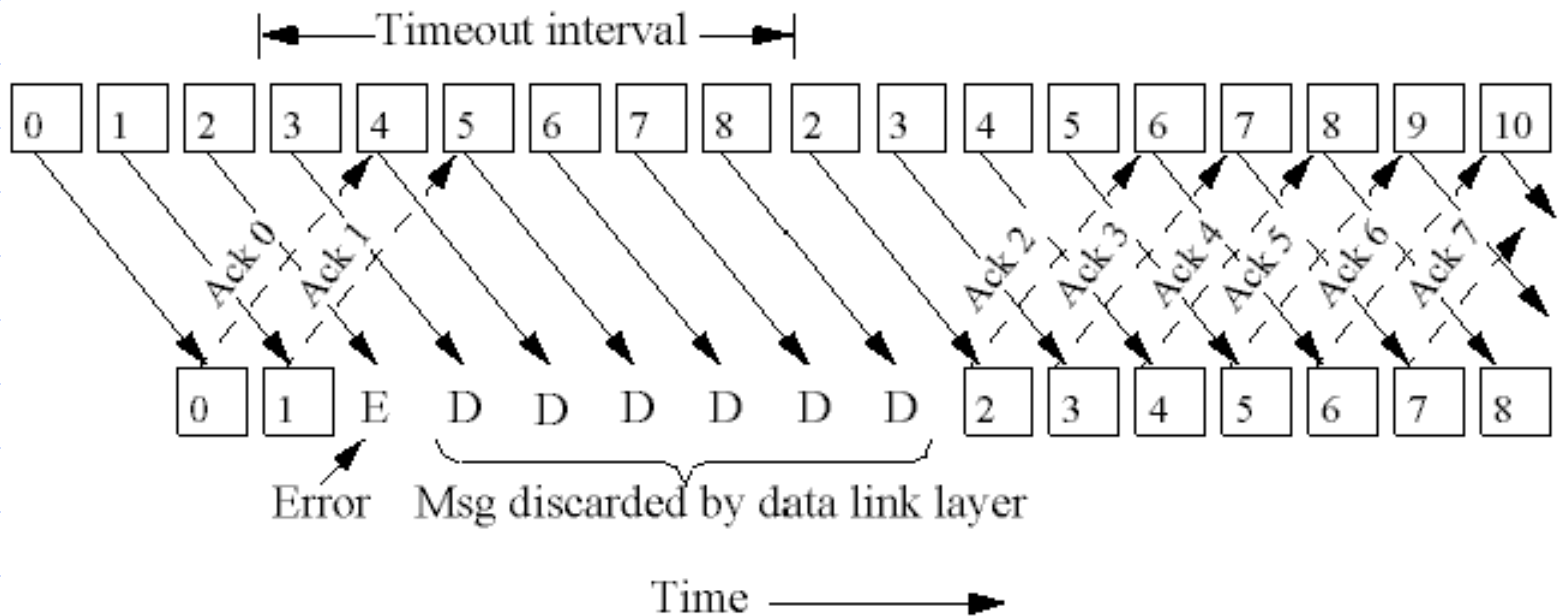 Timeout interval
0 1 2 3 4 5 6 7 8 2 3 4 5 6 7 8 9 10
Ack 0 Ack 1 Ack 2 Ack 3 Ack 4 Ack 5 Ack 6 Ack 7
0 1 E D D D D D D 2 3 4 5 6 7 8
Error Msg discarded by data link layer
Time